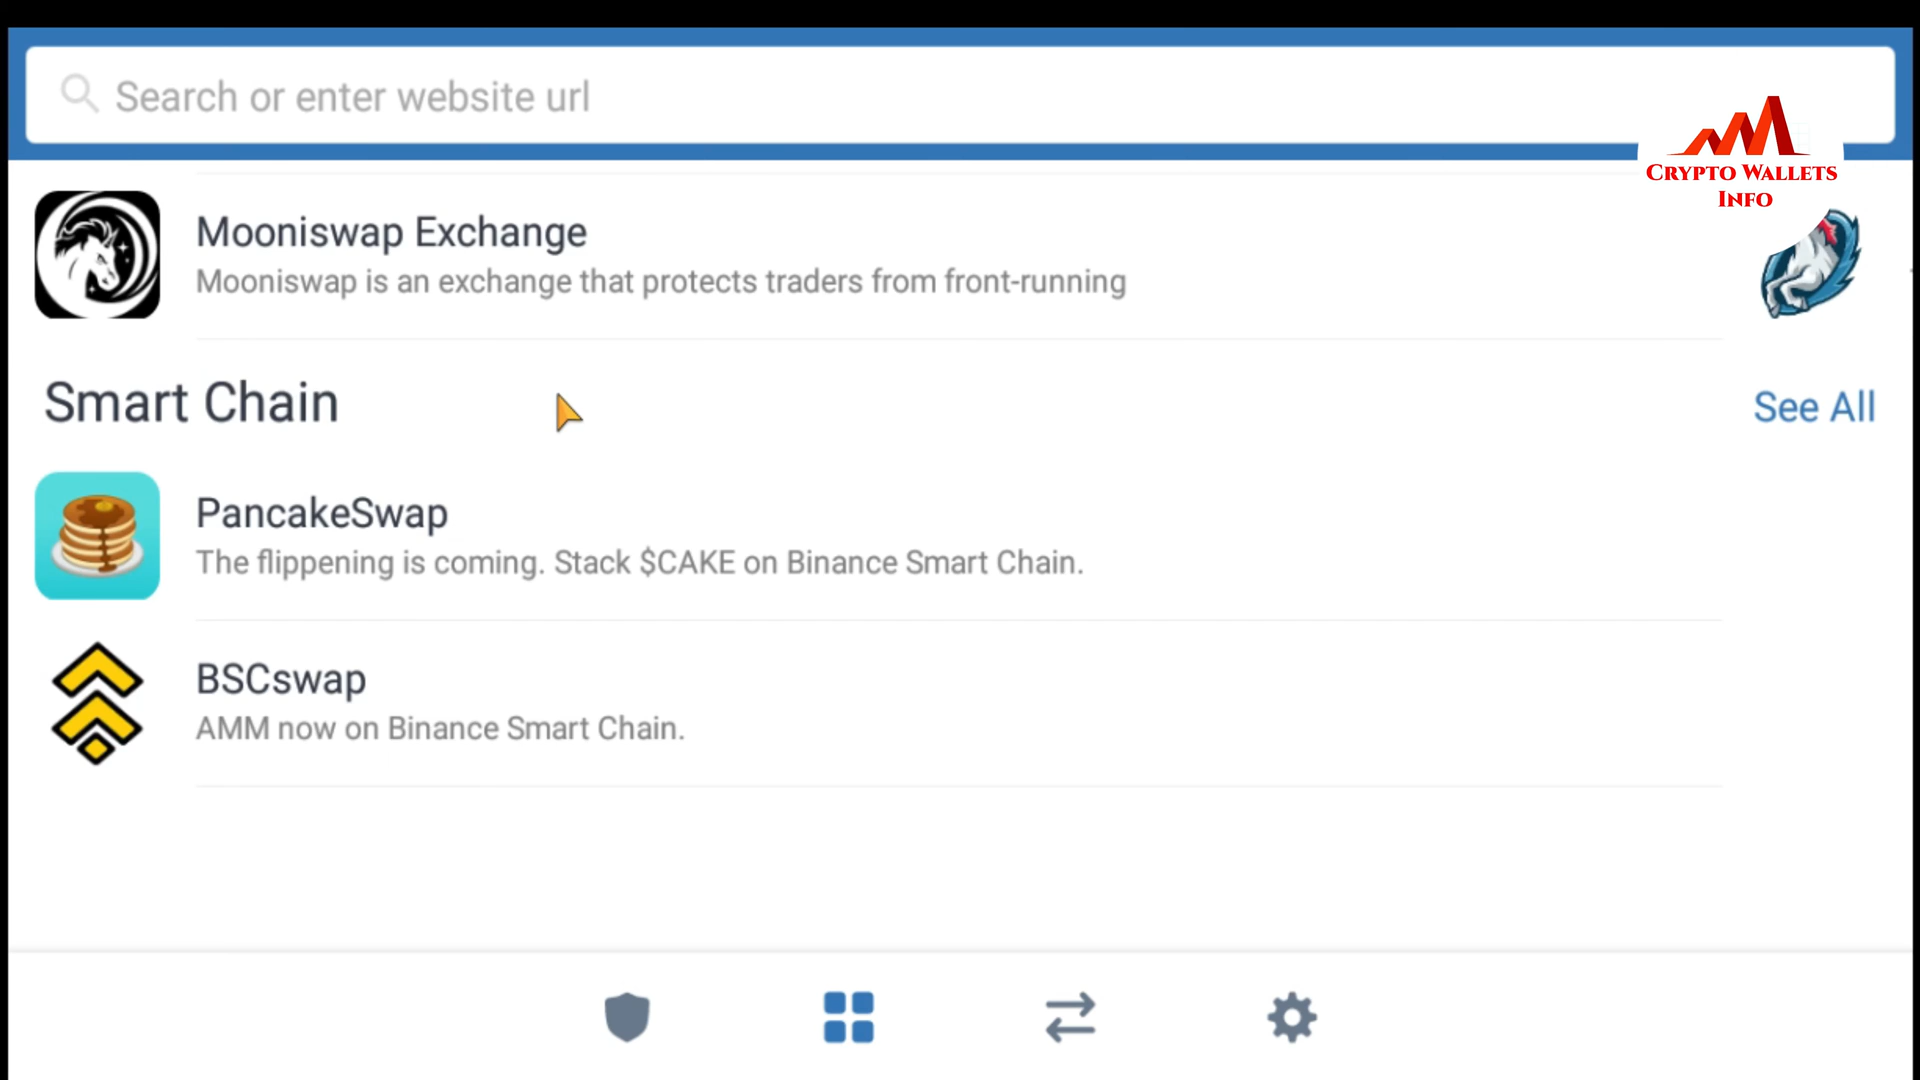 Search or enter website url
CRYPTO WALLETS
INFO
Mooniswap Exchange
Mooniswap is an exchange that protects traders from front-running
Smart Chain
See All
PancakeSwap
The flippening is coming. Stack $CAKE on Binance Smart Chain.
BSCswap
AMM now on Binance Smart Chain.